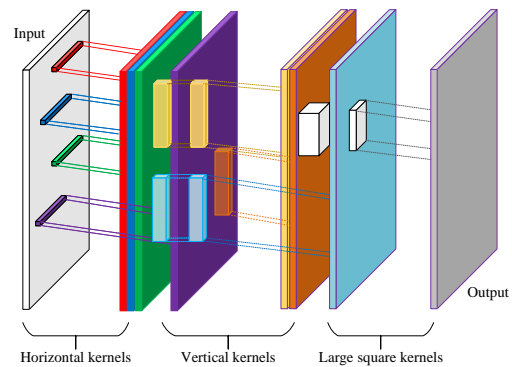 Input
Output
Horizontal kernels
Vertical kernels
Large square kernels